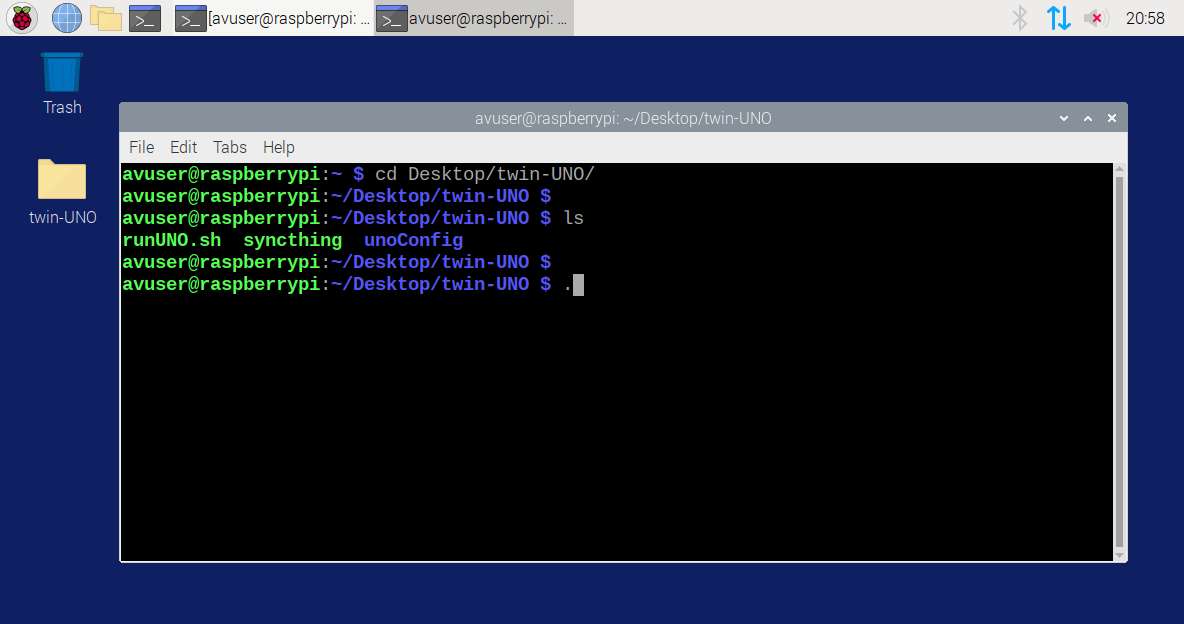 [avuser@raspberrypi: ...
avuser@raspberrypi: ...
20:58
Trash
twin-UNO
avuser@raspberrypi: ~/Desktop/twin-UNO
File Edit Tabs Help
avuser@raspberrypi:~ $ cd Desktop/twin-UNO/
avuser@raspberrypi:~/Desktop/twin-UNO $
avuser@raspberrypi:~/Desktop/twin-UNO $ ls
runUNO.sh  syncthing  unoConfig
avuser@raspberrypi:~/Desktop/twin-UNO $
avuser@raspberrypi:~/Desktop/twin-UNO $ .